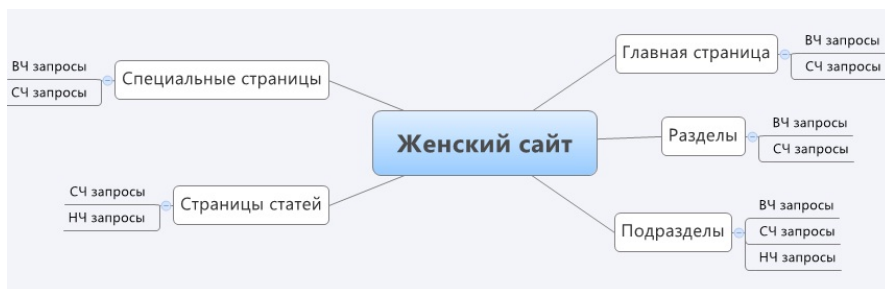 Женский сайт
Главная страница
ВЧ запросы
СЧ запросы
Разделы
ВЧ запросы
СЧ запросы
Подразделы
ВЧ запросы
СЧ запросы
НЧ запросы
Специальные страницы
ВЧ запросы
СЧ запросы
Страницы статей
СЧ запросы
НЧ запросы